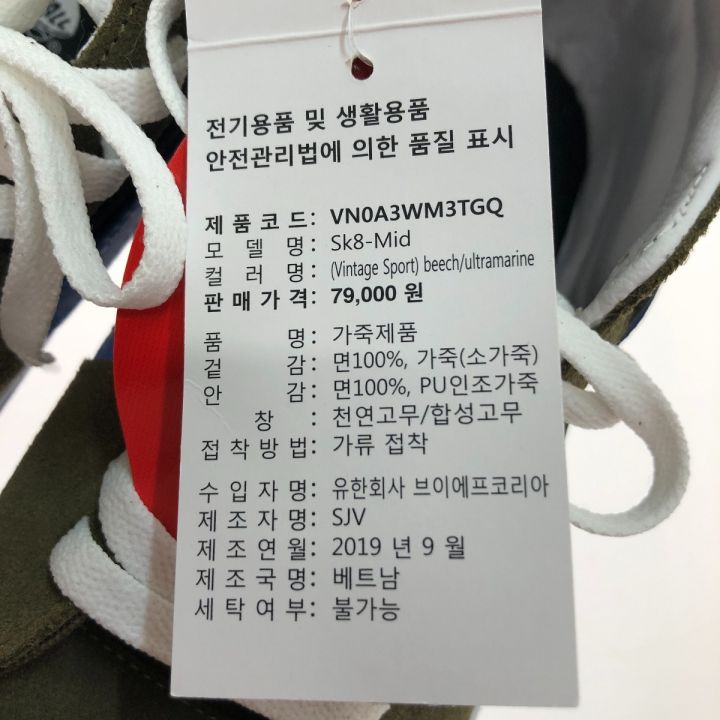 전기용품 및 생활용품
안전관리법에 의한 품질 표시
제품코드: VN0A3WM3TGQ
모델명: Sk8-Mid
컬러명: (Vintage Sport) beech/ultramarine
판매가격: 79,000 원
품명: 가죽제품
겉감: 면100%, 가죽(소가죽)
안감: 면100%, PU인조가죽
창: 천연고무/합성고무
접착방법: 가류 접착
수입자명: 유한회사 브이에프코리아
제조자명: SJV
제조연월: 2019 년 9 월
제조국명: 베트남
세탁여부: 불가능